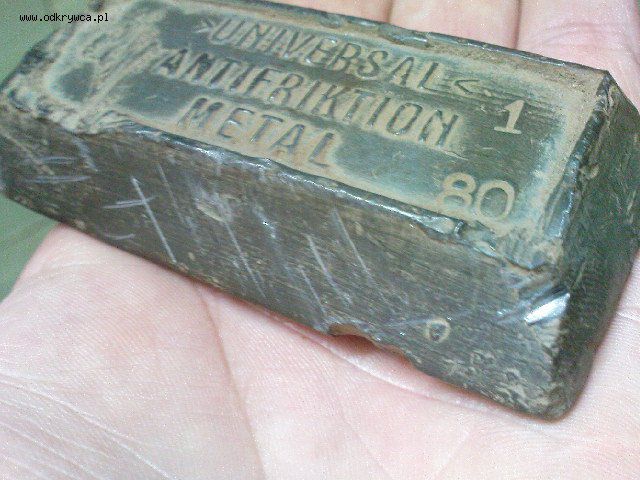 www.odkrywca.pl
>UNIVERSAL<
ANTIFRIKTION
METAL
1
80